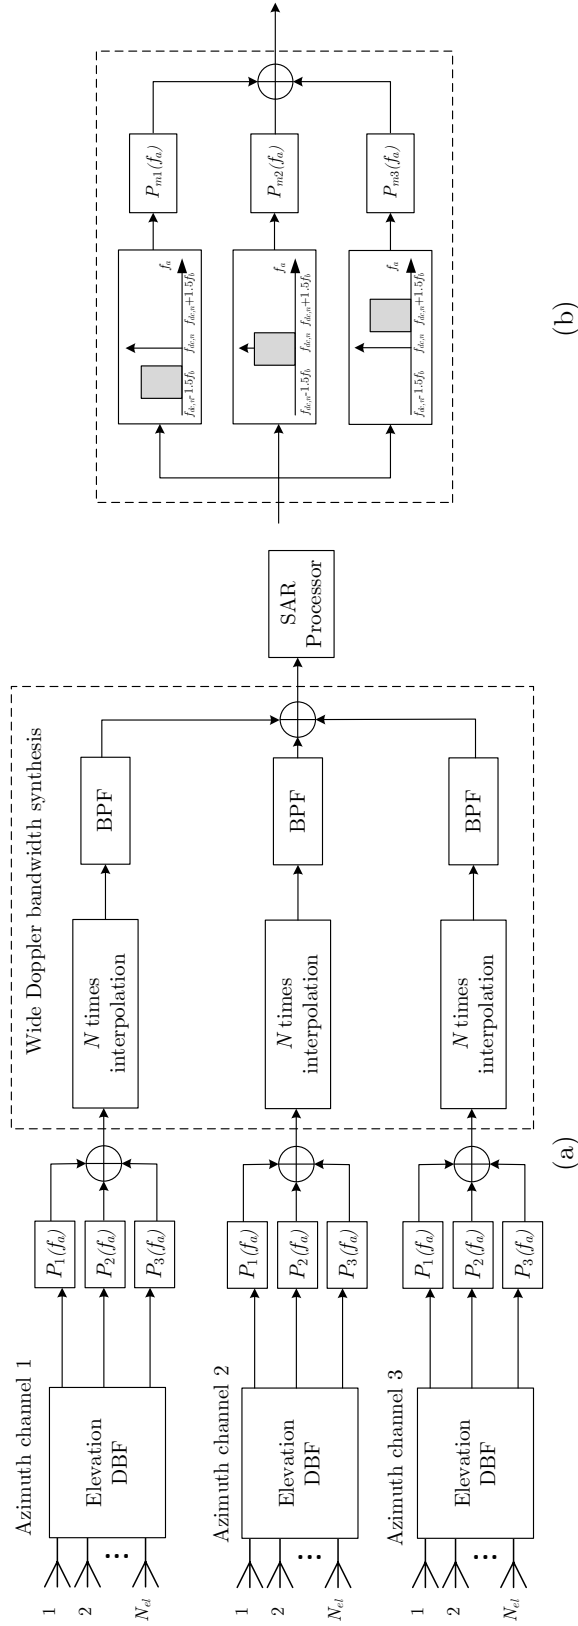 Azimuth channel 1
1
2
...
N_el
Elevation
DBF
P_1(f_a)
P_2(f_a)
P_3(f_a)
Wide Doppler bandwidth synthesis
N times
interpolation
BPF
Azimuth channel 2
1
2
...
N_el
Elevation
DBF
P_1(f_a)
P_2(f_a)
P_3(f_a)
N times
interpolation
BPF
SAR
Processor
Azimuth channel 3
1
2
...
N_el
Elevation
DBF
P_1(f_a)
P_2(f_a)
P_3(f_a)
N times
interpolation
BPF
(a)
f_a
f_dc,n-1.5f_b f_dc,n f_dc,n+1.5f_b
P_m1(f_a)
f_a
f_dc,n-1.5f_b f_dc,n f_dc,n+1.5f_b
P_m2(f_a)
f_a
f_dc,n-1.5f_b f_dc,n f_dc,n+1.5f_b
P_m3(f_a)
(b)